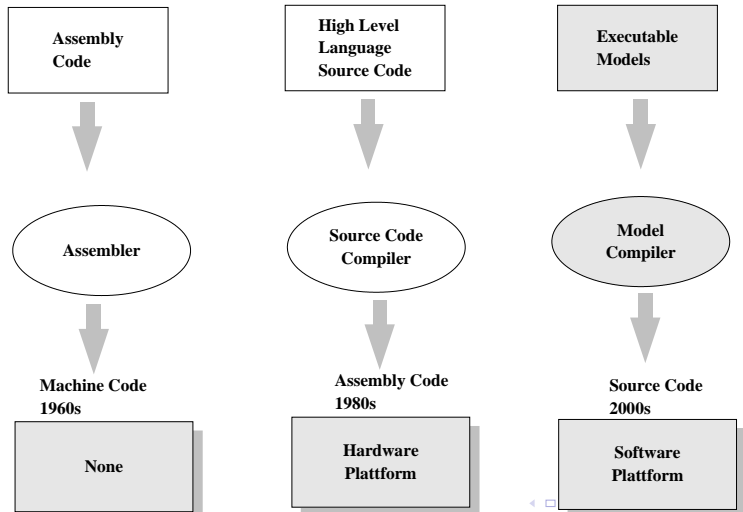 Assembly
Code
High Level
Language
Source Code
Executable
Models
Assembler
Source Code
Compiler
Model
Compiler
Machine Code
1960s
Assembly Code
1980s
Source Code
2000s
None
Hardware
Plattform
Software
Plattform